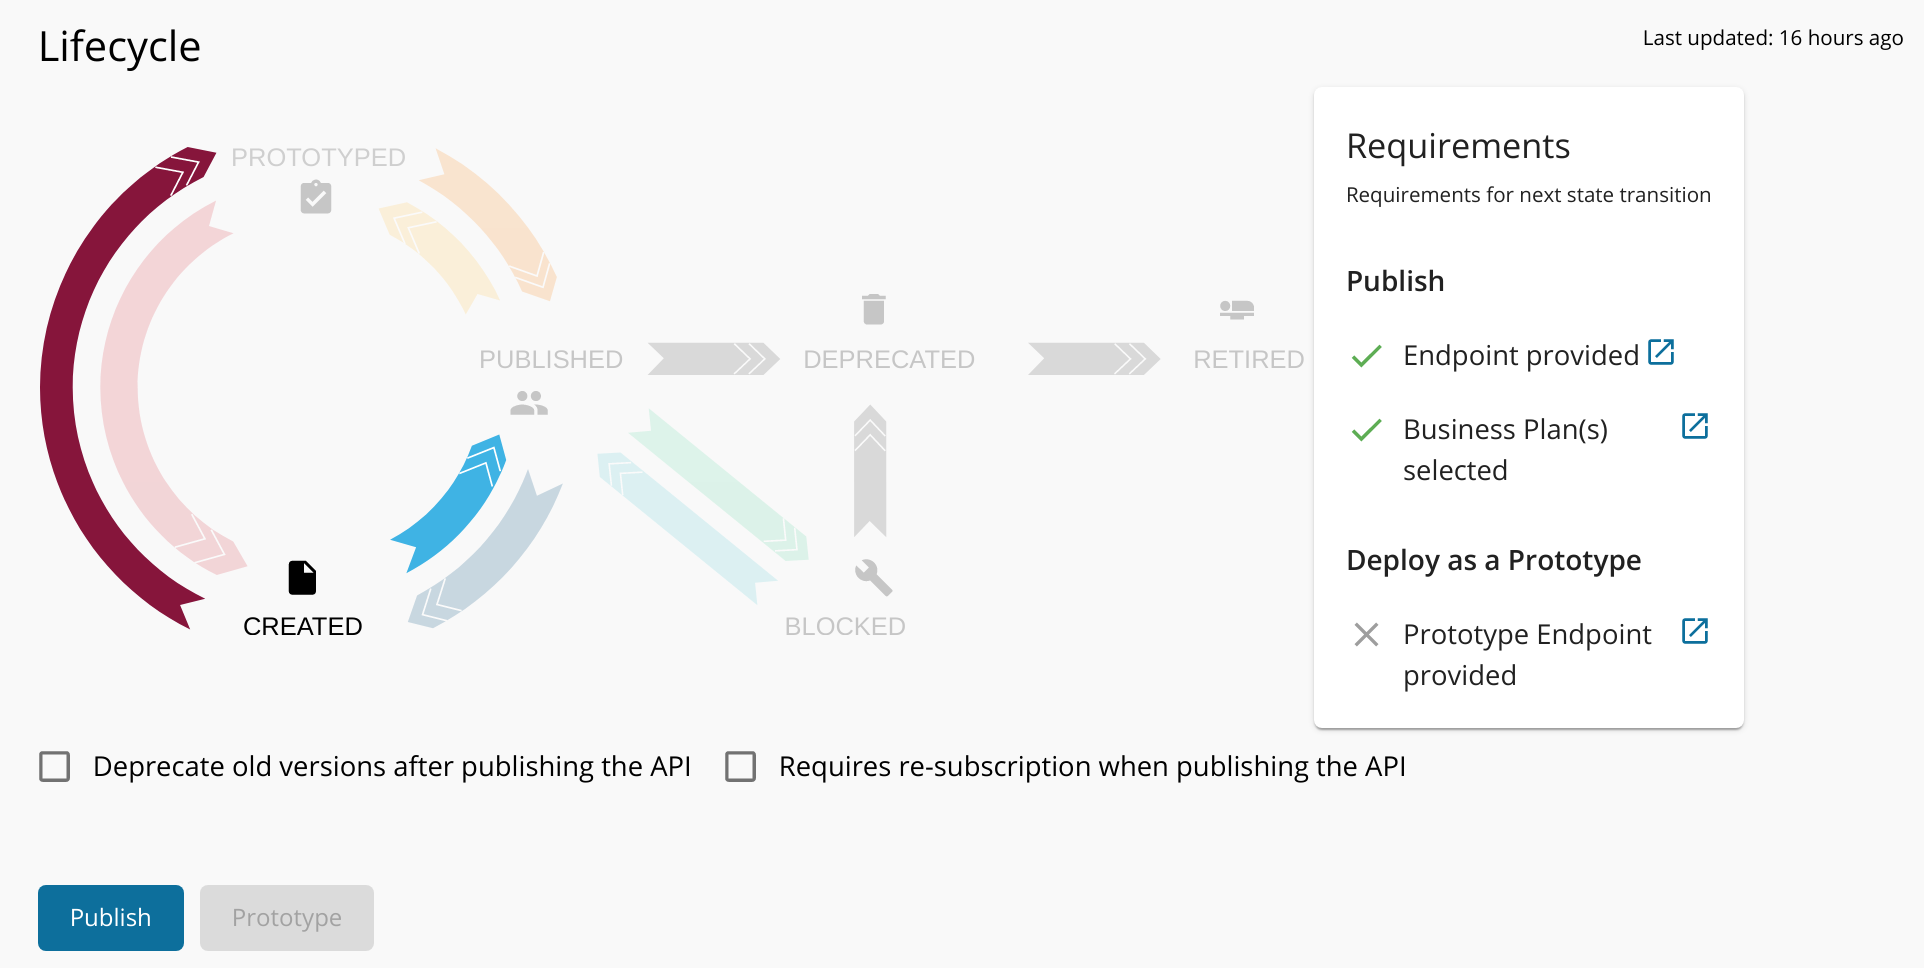 Lifecycle
Last updated: 16 hours ago
PROTOTYPED
PUBLISHED
DEPRECATED
RETIRED
CREATED
BLOCKED
Requirements
Requirements for next state transition
Publish
Endpoint provided
Business Plan(s)
selected
Deploy as a Prototype
Prototype Endpoint
provided
Deprecate old versions after publishing the API
Requires re-subscription when publishing the API
Publish
Prototype